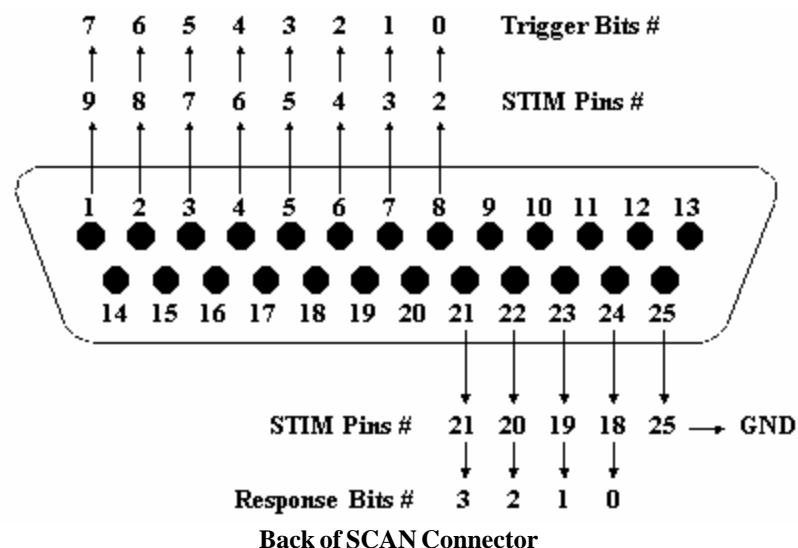 7 6 5 4 3 2 1 0 Trigger Bits #
9 8 7 6 5 4 3 2 STIM Pins #
1 2 3 4 5 6 7 8 9 10 11 12 13
14 15 16 17 18 19 20 21 22 23 24 25
STIM Pins # 21 20 19 18 25 GND
Response Bits # 3 2 1 0
Back of SCAN Connector